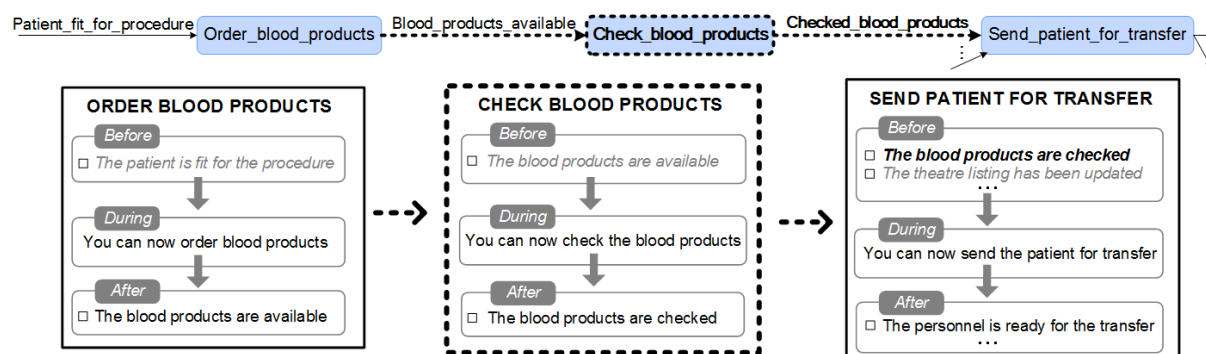 Patient_fit_for_procedure
Order_blood_products
Blood_products_available
Check_blood_products
Checked_blood_products
Send_patient_for_transfer
⋮
ORDER BLOOD PRODUCTS
Before
☐ The patient is fit for the procedure
During
You can now order blood products
After
☐ The blood products are available
CHECK BLOOD PRODUCTS
Before
☐ The blood products are available
During
You can now check the blood products
After
☐ The blood products are checked
SEND PATIENT FOR TRANSFER
Before
☐ The blood products are checked
☐ The theatre listing has been updated
...
During
You can now send the patient for transfer
After
☐ The personnel is ready for the transfer
...